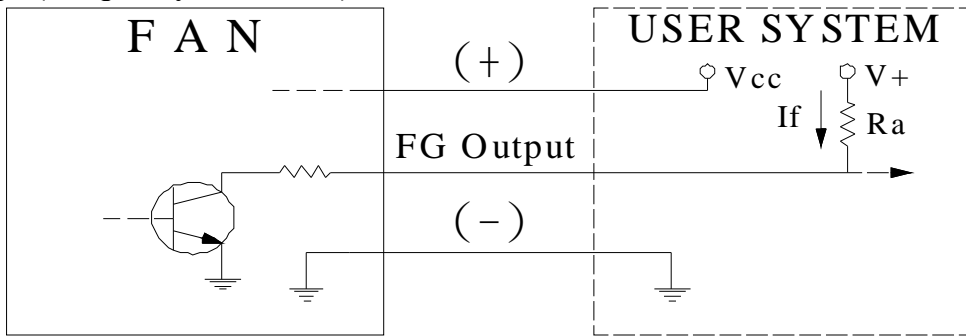 F A N
USER SYSTEM
(+)
Vcc
V+
If
Ra
FG Output
(-)